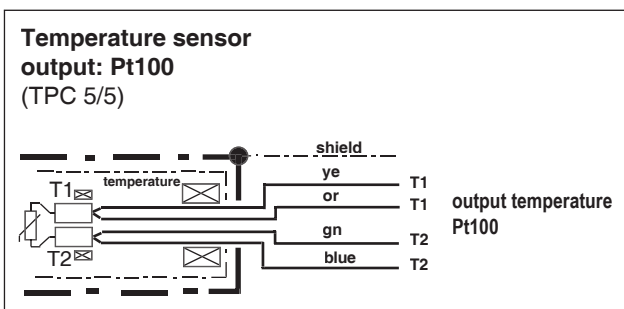 Temperature sensor
output: Pt100
(TPC 5/5)
shield
ye
T1
temperature
T1
or
T1
output temperature
Pt100
gn
T2
T2
blue
T2